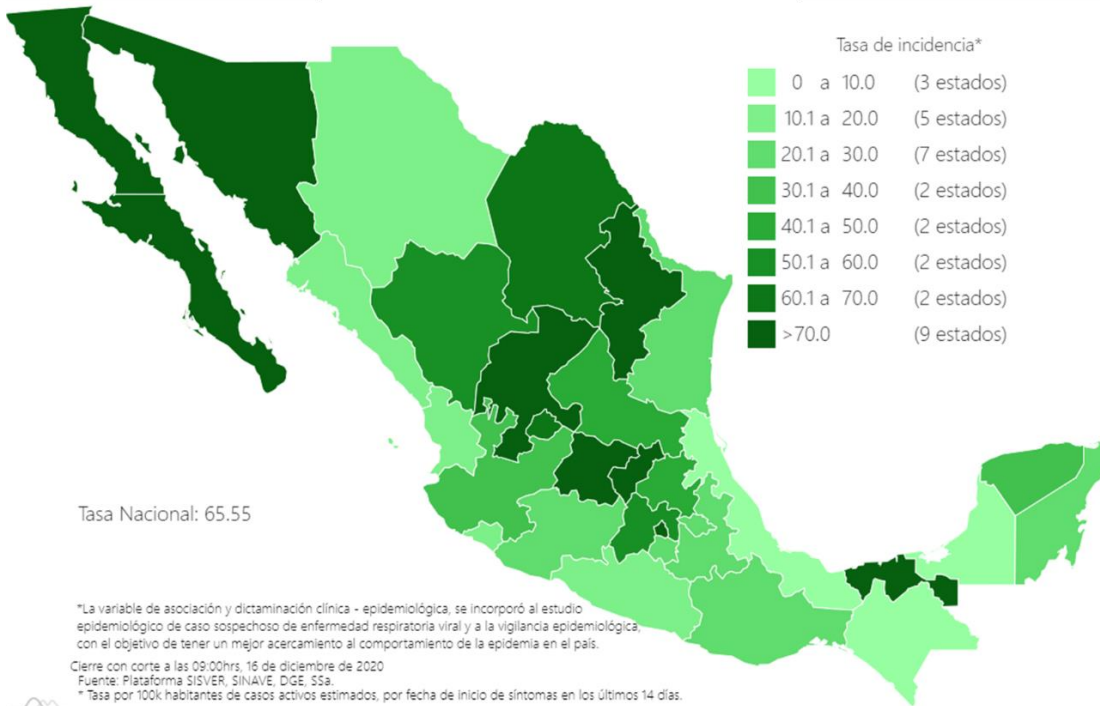 Tasa de incidencia*
0 a 10.0 (3 estados)
10.1 a 20.0 (5 estados)
20.1 a 30.0 (7 estados)
30.1 a 40.0 (2 estados)
40.1 a 50.0 (2 estados)
50.1 a 60.0 (2 estados)
60.1 a 70.0 (2 estados)
>70.0 (9 estados)
Tasa Nacional: 65.55
*La variable de asociación y dictaminación clínica - epidemiológica, se incorporó al estudio
epidemiológico de caso sospechoso de enfermedad respiratoria viral y a la vigilancia epidemiológica,
con el objetivo de tener un mejor acercamiento al comportamiento de la epidemia en el país.
Cierre con corte a las 09:00hrs, 16 de diciembre de 2020
Fuente: Plataforma SISVER, SINAVE, DGE, SSa.
* Tasa por 100k habitantes de casos activos estimados, por fecha de inicio de síntomas en los últimos 14 días.